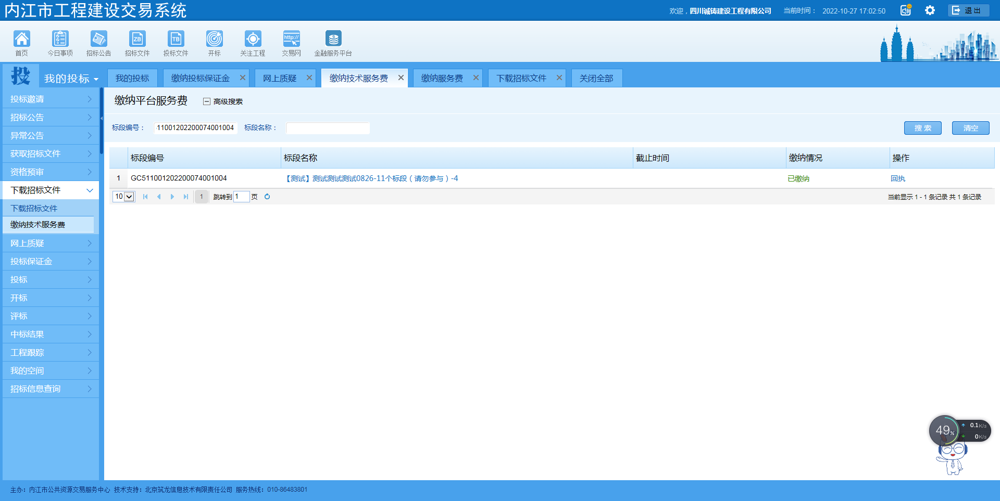 内江市工程建设交易系统
欢迎，四川诚铸建设工程有限公司 当前时间： 2022-10-27 17:02:50 退 出
首页 今日事项 招标公告 招标文件 投标文件 开标 关注工程 交易网 金融服务平台
ZB TB http://
投 我的投标
我的投标 缴纳投标保证金 网上质疑 缴纳技术服务费 缴纳服务费 下载招标文件 关闭全部
投标邀请
招标公告
异常公告
获取招标文件
资格预审
下载招标文件
下载招标文件
缴纳技术服务费
网上质疑
投标保证金
投标
开标
评标
中标结果
工程跟踪
我的空间
招标信息查询
缴纳平台服务费 高级搜索
标段编号： 11001202200074001004 标段名称： 搜 索 清空
标段编号 标段名称 截止时间 缴纳情况 操作
1 GC511001202200074001004 【测试】测试测试测试0826-11个标段（请勿参与）-4 已缴纳 回执
10 1 跳转到 1 页 当前显示 1 - 1 条记录 共 1 条记录
49% 0.1K/s
0K/s
主办：内江市公共资源交易服务中心 技术支持：北京筑龙信息技术有限责任公司 服务热线：010-86483801